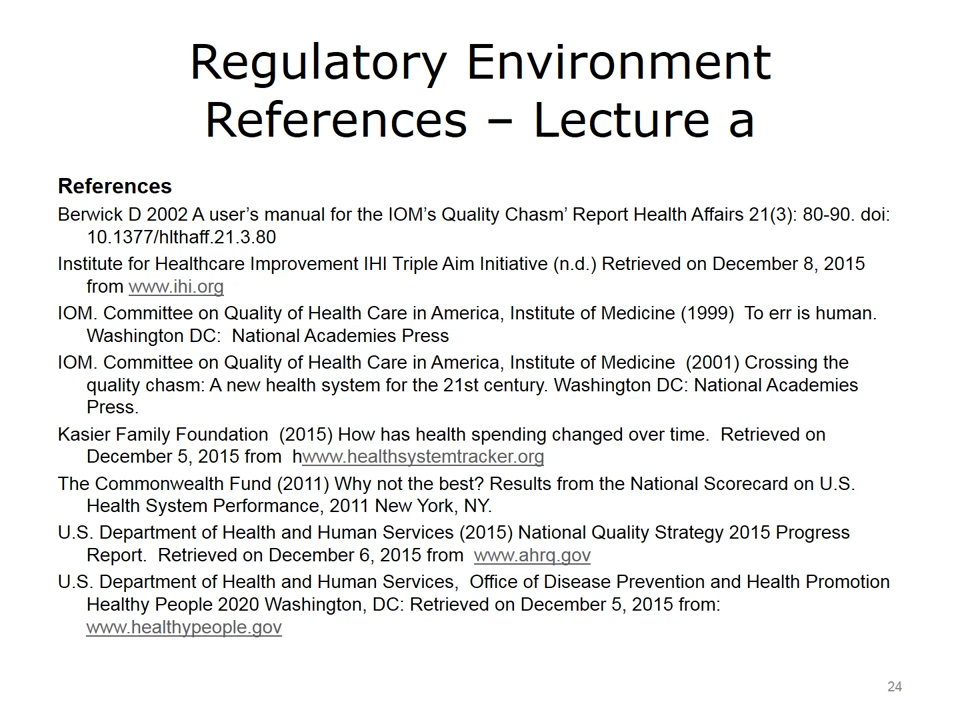 Regulatory Environment
References – Lecture a
References
Berwick D 2002 A user’s manual for the IOM’s Quality Chasm’ Report Health Affairs 21(3): 80-90. doi:
10.1377/hlthaff.21.3.80
Institute for Healthcare Improvement IHI Triple Aim Initiative (n.d.) Retrieved on December 8, 2015
from www.ihi.org
IOM. Committee on Quality of Health Care in America, Institute of Medicine (1999)  To err is human.
Washington DC:  National Academies Press
IOM. Committee on Quality of Health Care in America, Institute of Medicine  (2001) Crossing the
quality chasm: A new health system for the 21st century. Washington DC: National Academies
Press.
Kasier Family Foundation  (2015) How has health spending changed over time.  Retrieved on
December 5, 2015 from  hwww.healthsystemtracker.org
The Commonwealth Fund (2011) Why not the best? Results from the National Scorecard on U.S.
Health System Performance, 2011 New York, NY.
U.S. Department of Health and Human Services (2015) National Quality Strategy 2015 Progress
Report.  Retrieved on December 6, 2015 from  www.ahrq.gov
U.S. Department of Health and Human Services,  Office of Disease Prevention and Health Promotion
Healthy People 2020 Washington, DC: Retrieved on December 5, 2015 from:
www.healthypeople.gov
24